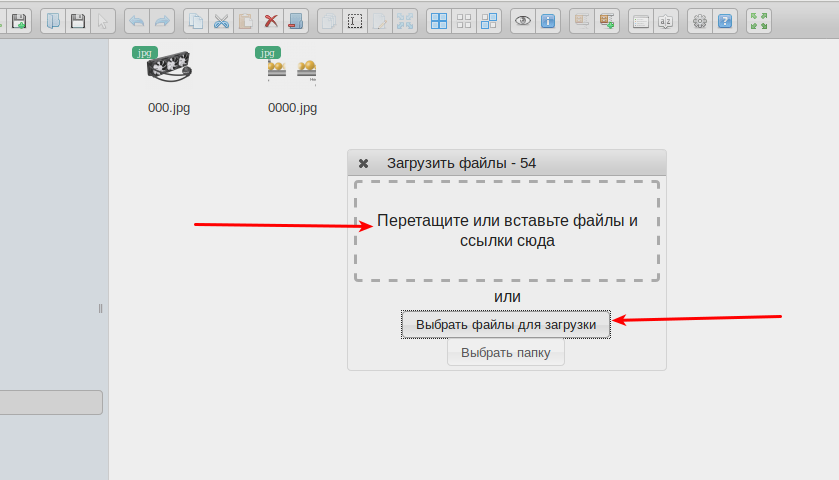 jpg
jpg
000.jpg
0000.jpg
Загрузить файлы - 54
Перетащите или вставьте файлы и
ссылки сюда
или
Выбрать файлы для загрузки
Выбрать папку